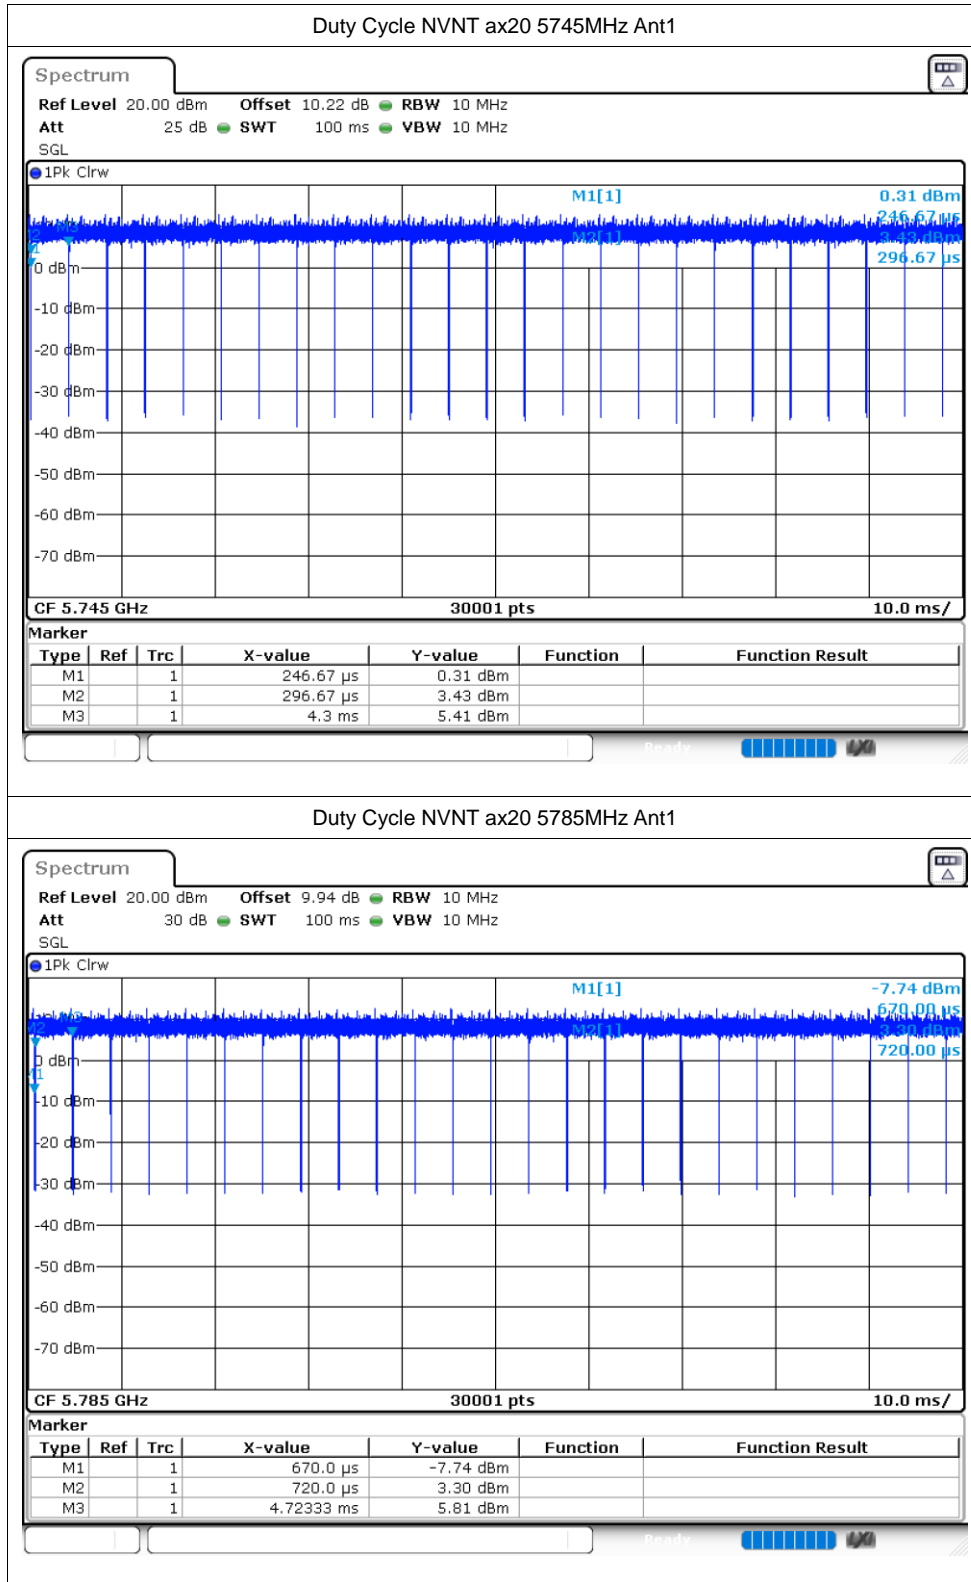 Duty Cycle NVNT ax20 5745MHz Ant1
Spectrum
Ref Level 20.00 dBm Offset 10.22 dB RBW 10 MHz
Att 25 dB SWT 100 ms VBW 10 MHz
SGL
1Pk Clrw
M1[1] 0.31 dBm
246.67 µs
M3
M2[1] 3.43 dBm
296.67 µs
0 dBm
-10 dBm
-20 dBm
-30 dBm
-40 dBm
-50 dBm
-60 dBm
-70 dBm
CF 5.745 GHz 30001 pts 10.0 ms/
Marker
Type Ref Trc X-value Y-value Function Function Result
M1 1 246.67 µs 0.31 dBm
M2 1 296.67 µs 3.43 dBm
M3 1 4.3 ms 5.41 dBm
Ready LXI
Duty Cycle NVNT ax20 5785MHz Ant1
Spectrum
Ref Level 20.00 dBm Offset 9.94 dB RBW 10 MHz
Att 30 dB SWT 100 ms VBW 10 MHz
SGL
1Pk Clrw
M1[1] -7.74 dBm
670.00 µs
M2[1] 3.30 dBm
720.00 µs
0 dBm
-10 dBm
-20 dBm
-30 dBm
-40 dBm
-50 dBm
-60 dBm
-70 dBm
CF 5.785 GHz 30001 pts 10.0 ms/
Marker
Type Ref Trc X-value Y-value Function Function Result
M1 1 670.0 µs -7.74 dBm
M2 1 720.0 µs 3.30 dBm
M3 1 4.72333 ms 5.81 dBm
Ready LXI